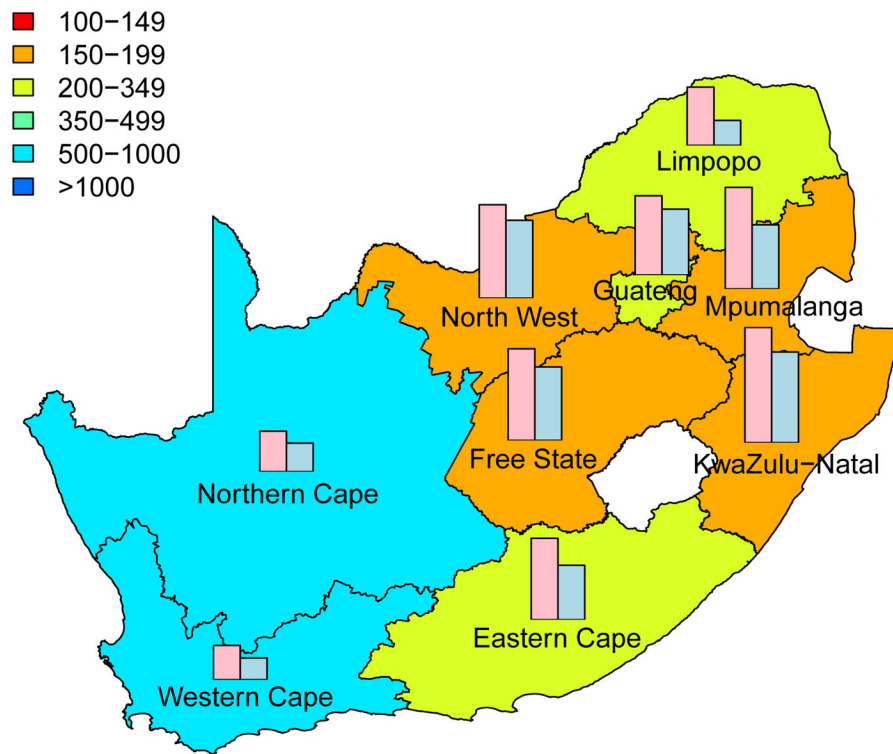 100−149
150−199
200−349
350−499
500−1000
>1000
Limpopo
Guateng
Mpumalanga
North West
Free State
KwaZulu−Natal
Northern Cape
Eastern Cape
Western Cape